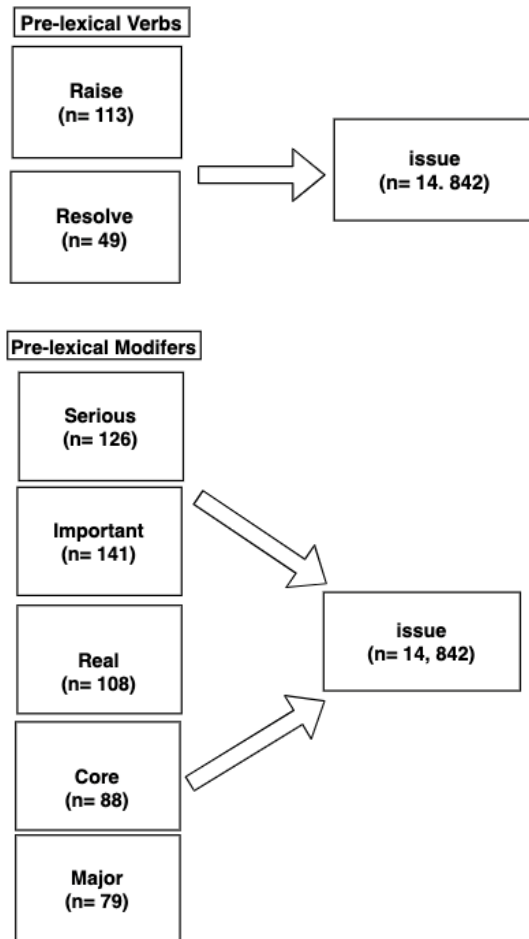 Pre-lexical Verbs
Raise
(n= 113)
Resolve
(n= 49)
issue
(n= 14. 842)
Pre-lexical Modifers
Serious
(n= 126)
Important
(n= 141)
Real
(n= 108)
Core
(n= 88)
Major
(n= 79)
issue
(n= 14, 842)